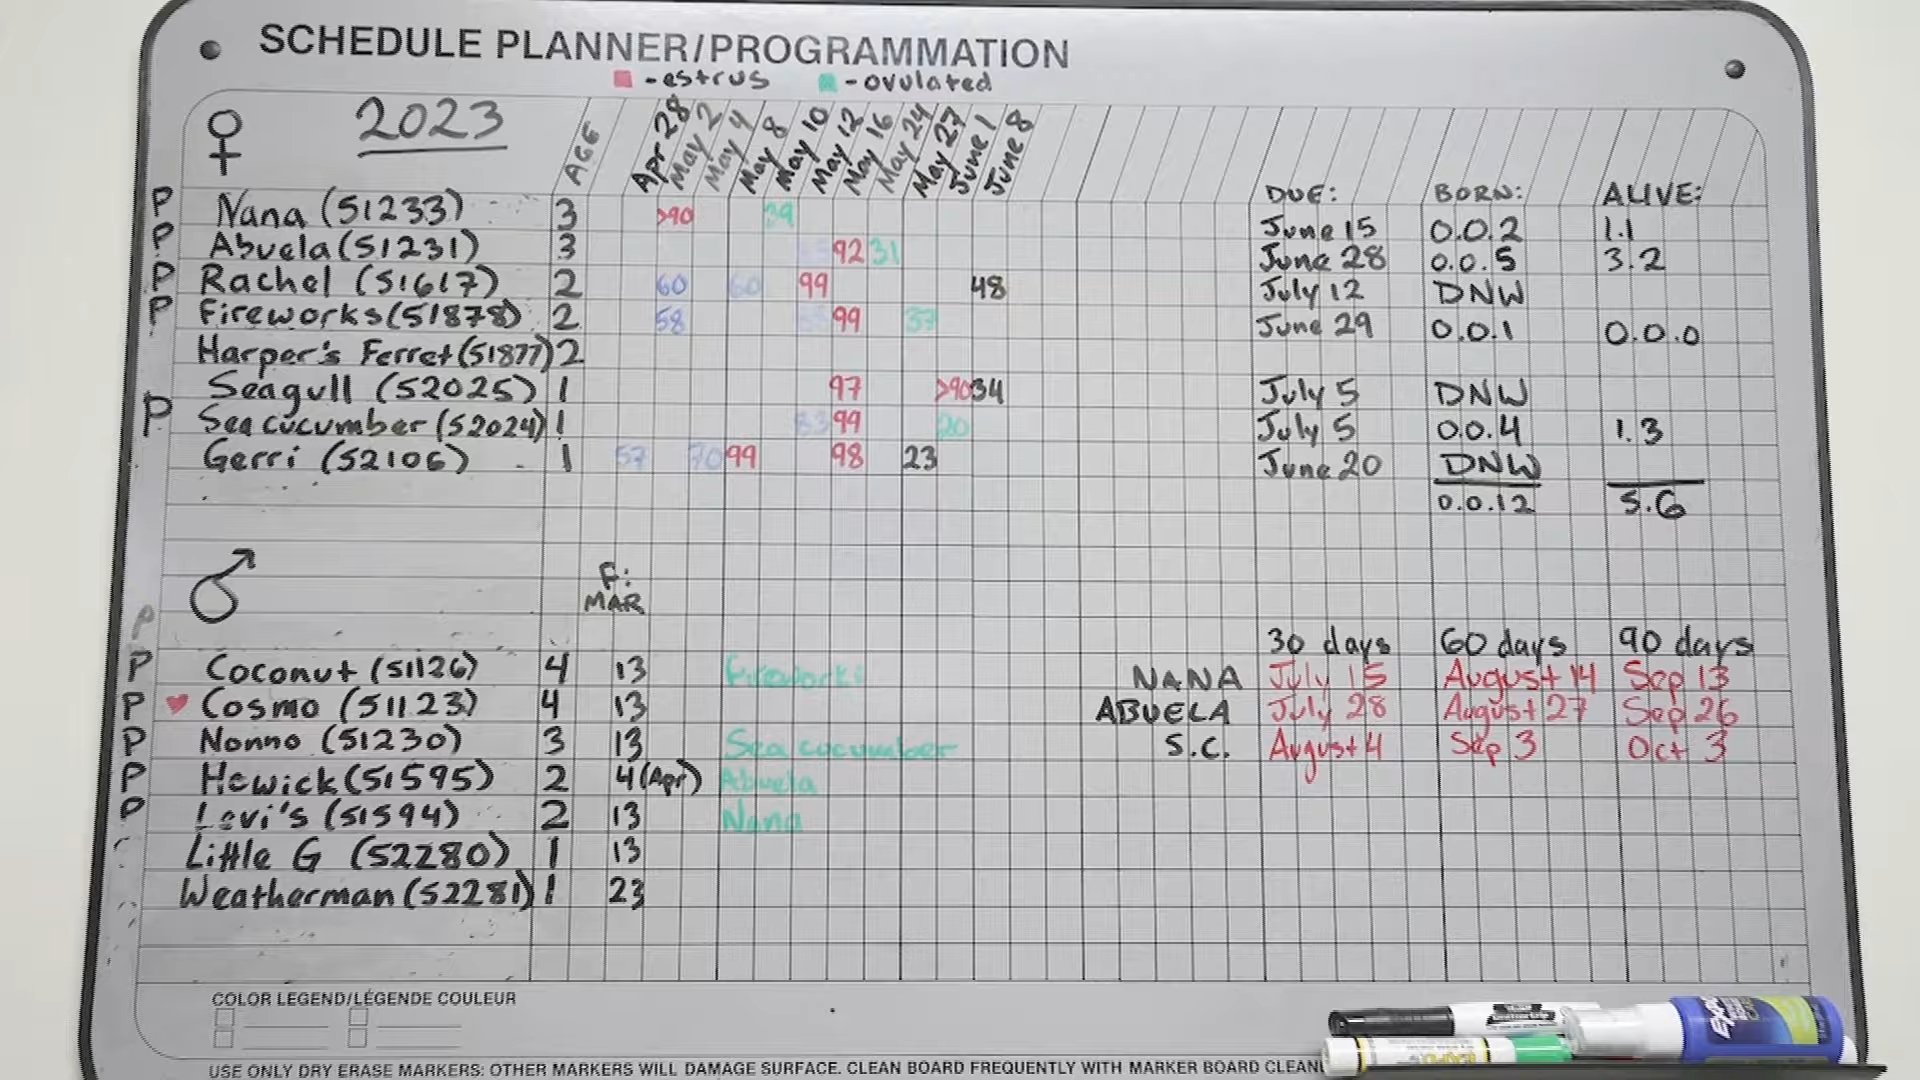 SCHEDULE PLANNER/PROGRAMMATION
-estrus -ovulated
♀ 2023 AGE Apr 28 May 2 May 4 May 8 May 10 May 12 May 16 May 24 May 27 June 1 June 8
DUE: BORN: ALIVE:
P Nana (51233) 3 >90 39 June 15 0.0.2 1.1
P Abuela (51231) 3 92 31 June 28 0.0.5 3.2
P Rachel (51617) 2 60 60 99 48 July 12 DNW
P Fireworks (51878) 2 58 99 37 June 29 0.0.1 0.0.0
Harper's Ferret (51877) 2
Seagull (52025) 1 97 >90 34 July 5 DNW
P Sea cucumber (52024) 1 83 99 20 July 5 0.0.4 1.3
Gerri (52106) 1 57 70 99 98 23 June 20 DNW
0.0.12 5.6
♂ F:
MAR
P
30 days 60 days 90 days
P Coconut (51126) 4 13 Fireworks NANA July 15 August 14 Sep 13
P ♥ Cosmo (51123) 4 13 ABUELA July 28 August 27 Sep 26
P Nonno (51230) 3 13 Sea cucumber S.C. August 4 Sep 3 Oct 3
P Hewick (51595) 2 4 (Apr) Abuela
P Levi's (51594) 2 13 Nana
Little G (52280) 1 13
Weatherman (52281) 1 23
COLOR LEGEND/LÉGENDE COULEUR
USE ONLY DRY ERASE MARKERS: OTHER MARKERS WILL DAMAGE SURFACE. CLEAN BOARD FREQUENTLY WITH MARKER BOARD
EXPO